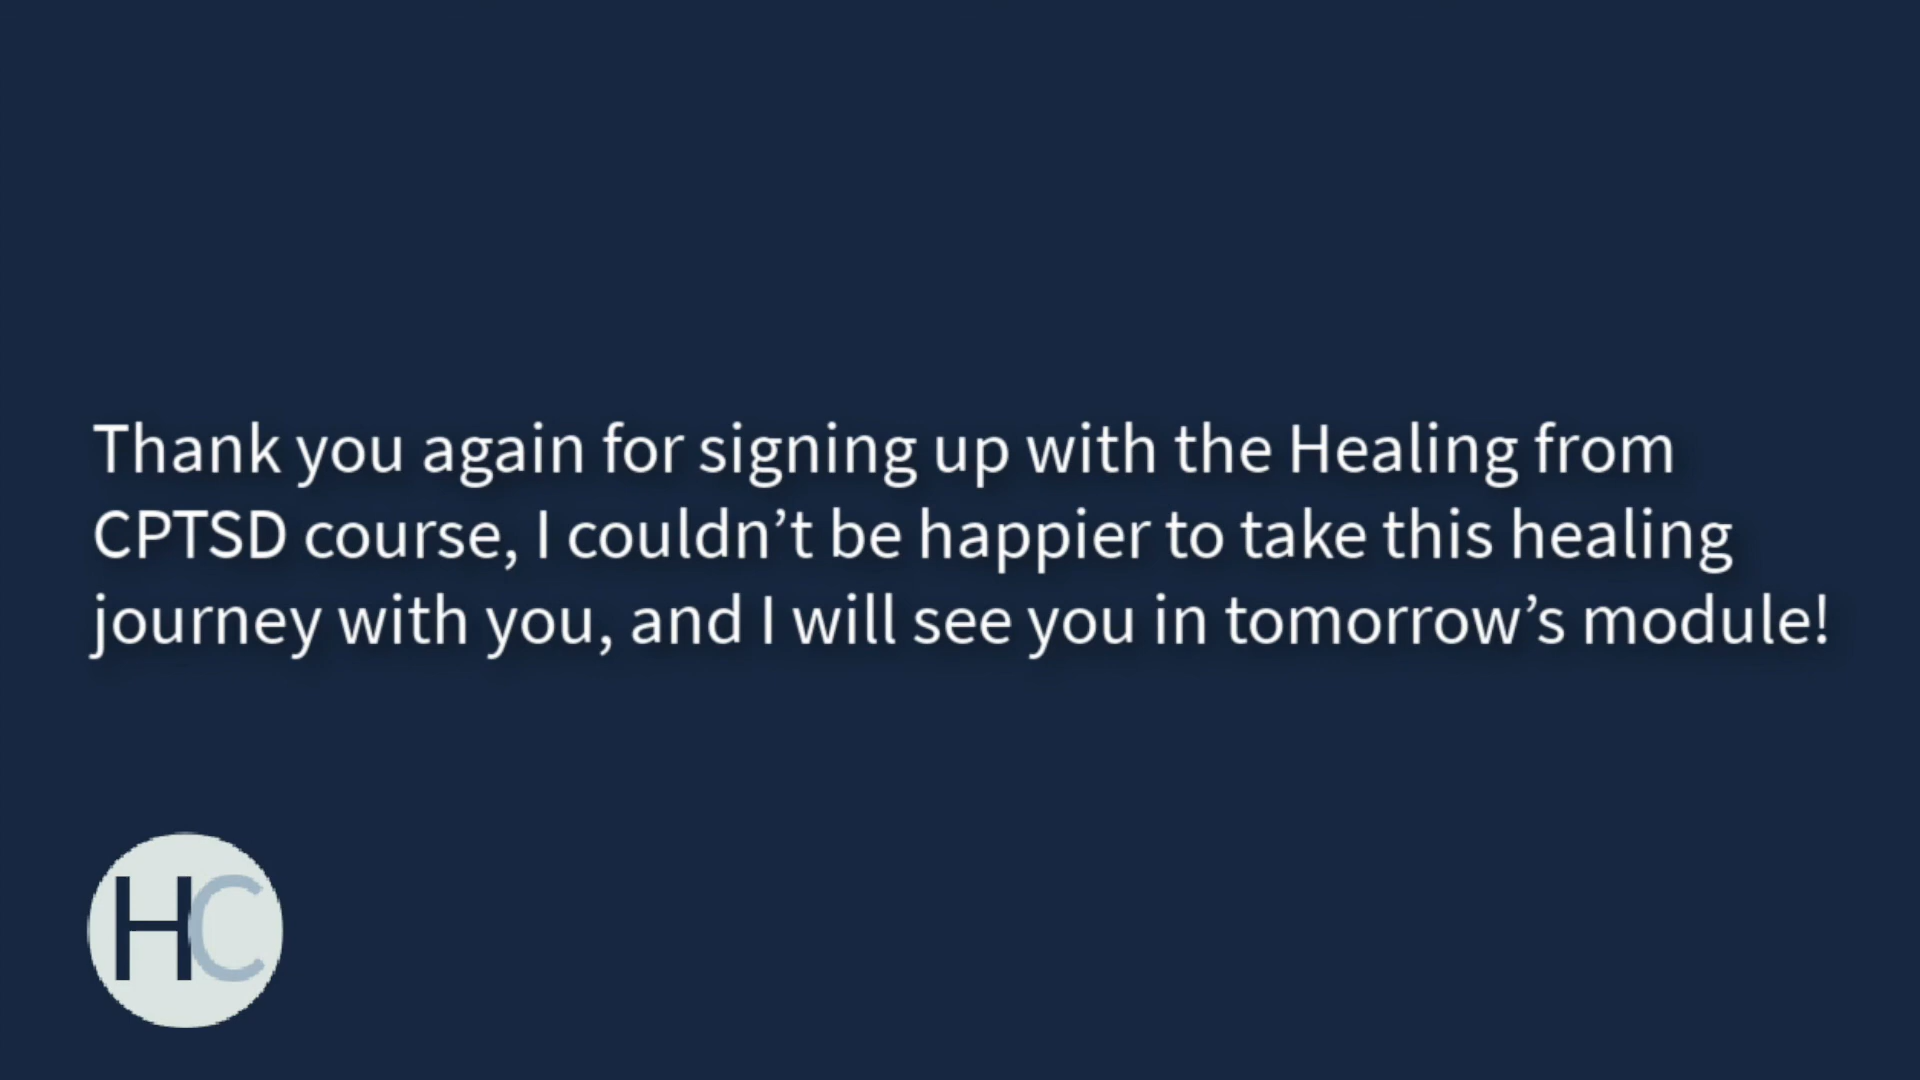 Thank you again for signing up with the Healing from
CPTSD course, I couldn’t be happier to take this healing
journey with you, and I will see you in tomorrow’s module!
HC